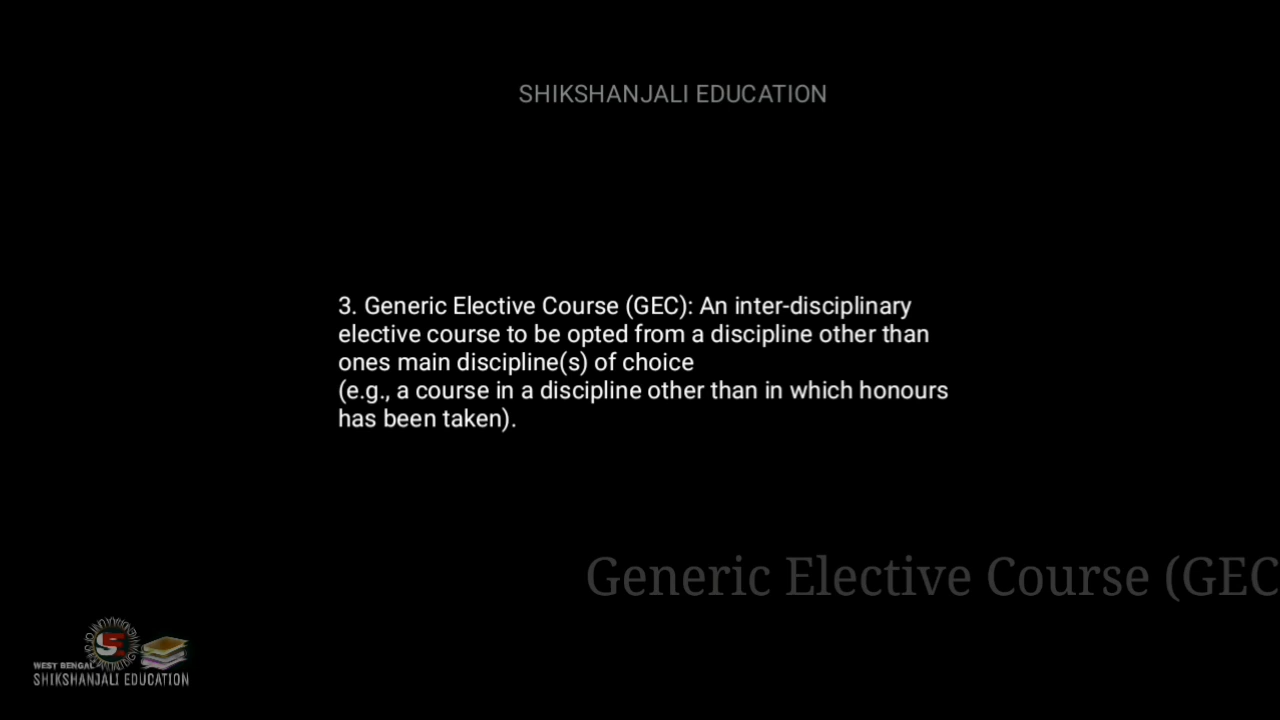 SHIKSHANJALI EDUCATION
3. Generic Elective Course (GEC): An inter-disciplinary
elective course to be opted from a discipline other than
ones main discipline(s) of choice
(e.g., a course in a discipline other than in which honours
has been taken).
Generic Elective Course (GEC
SE
WEST BENGAL
SHIKSHANJALI EDUCATION